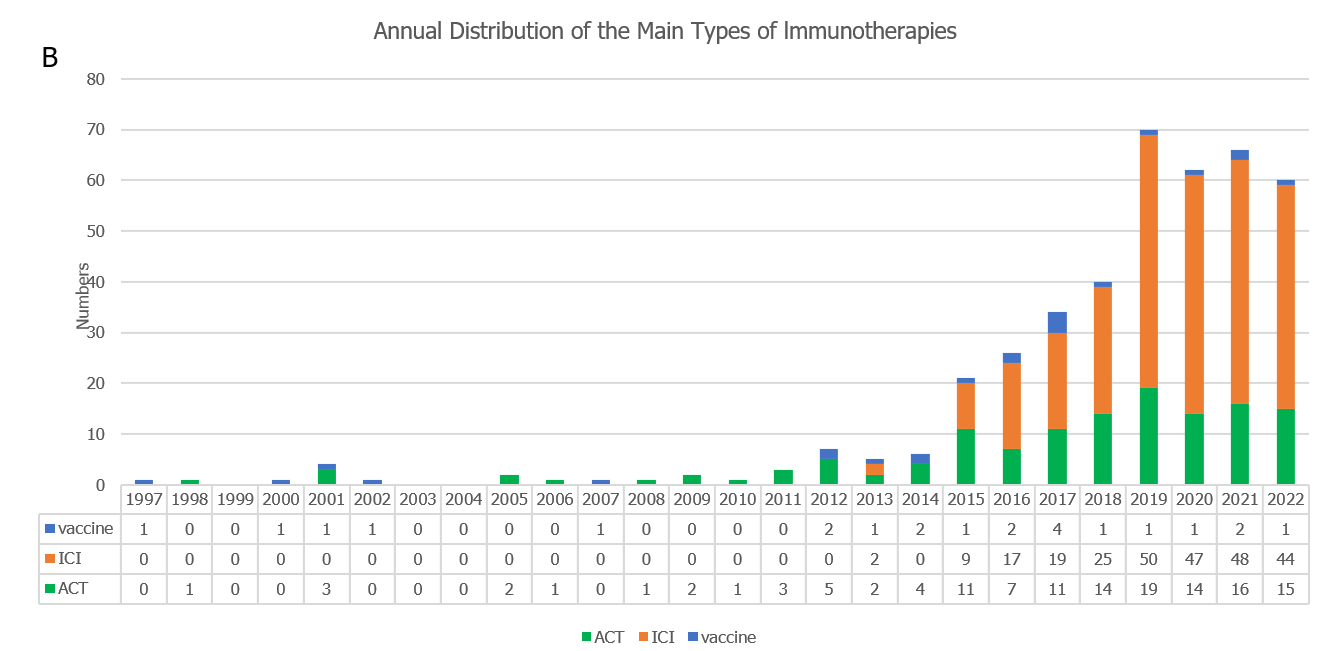 Annual Distribution of the Main Types of Immunotherapies
B
80
70
60
50
40
30
20
10
0
Numbers
1997 1998 1999 2000 2001 2002 2003 2004 2005 2006 2007 2008 2009 2010 2011 2012 2013 2014 2015 2016 2017 2018 2019 2020 2021 2022
vaccine 1 0 0 1 1 1 0 0 0 0 1 0 0 0 0 2 1 2 1 2 4 1 1 1 2 1
ICI 0 0 0 0 0 0 0 0 0 0 0 0 0 0 0 0 2 0 9 17 19 25 50 47 48 44
ACT 0 1 0 0 3 0 0 0 2 1 0 1 2 1 3 5 2 4 11 7 11 14 19 14 16 15
ACT ICI vaccine